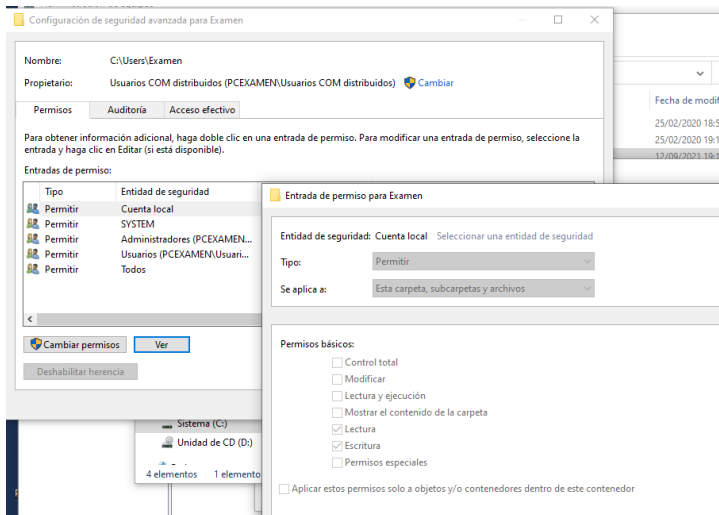 Configuración de seguridad avanzada para Examen
Nombre: C:\Users\Examen
Propietario: Usuarios COM distribuidos (PCEXAMEN\Usuarios COM distribuidos) Cambiar
Fecha de modif
Permisos Auditoría Acceso efectivo
25/02/2020 18:5
Para obtener información adicional, haga doble clic en una entrada de permiso. Para modificar una entrada de permiso, seleccione la
25/02/2020 19:1
entrada y haga clic en Editar (si está disponible).
12/09/2021 19:1
Entradas de permiso:
Tipo Entidad de seguridad
Permitir Cuenta local
Permitir SYSTEM
Permitir Administradores (PCEXAMEN...
Permitir Usuarios (PCEXAMEN\Usuari...
Permitir Todos
Cambiar permisos Ver
Deshabilitar herencia
Entrada de permiso para Examen
Entidad de seguridad: Cuenta local Seleccionar una entidad de seguridad
Tipo: Permitir
Se aplica a: Esta carpeta, subcarpetas y archivos
Permisos básicos:
Control total
Modificar
Lectura y ejecución
Mostrar el contenido de la carpeta
Lectura
Escritura
Permisos especiales
Aplicar estos permisos solo a objetos y/o contenedores dentro de este contenedor
Sistema (C:)
Unidad de CD (D:)
4 elementos 1 elemento